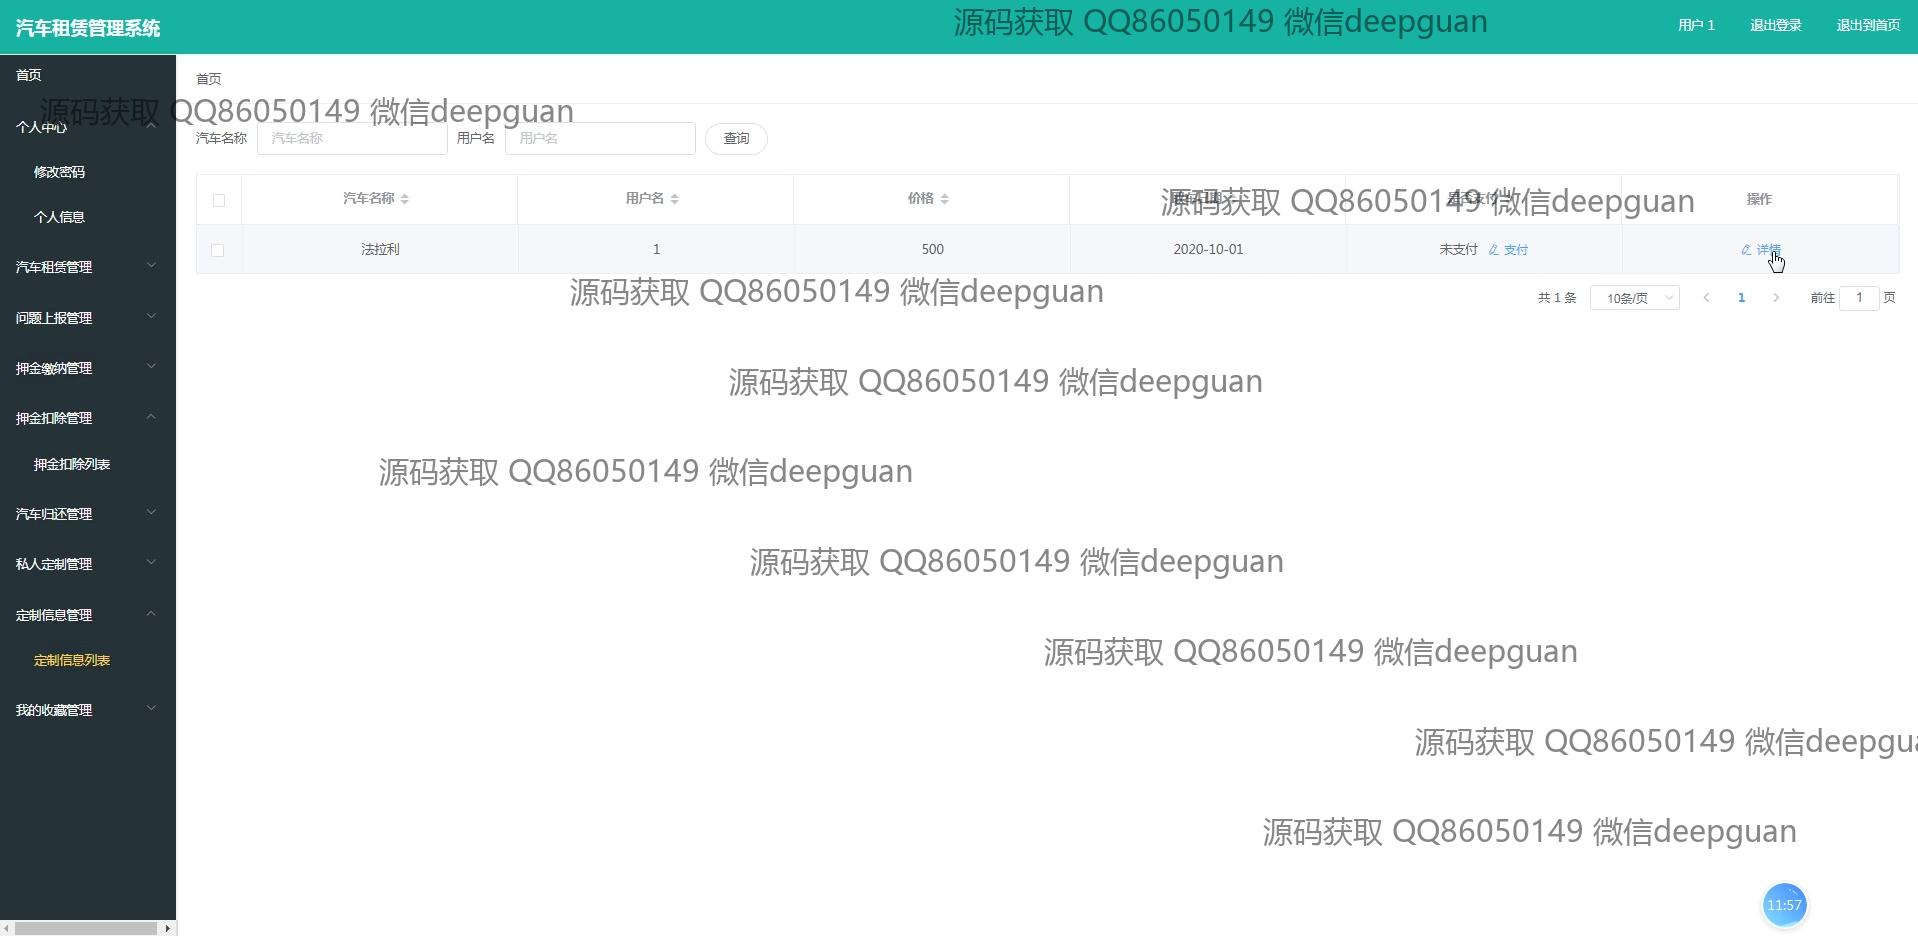 汽车租赁管理系统
源码获取 QQ86050149 微信deepguan
用户 1
退出登录
退出到首页
首页
首页
源码获取 QQ86050149 微信deepguan
个人中心
汽车名称 汽车名称 用户名 用户名 查询
修改密码
汽车名称 用户名 价格 是否支付 操作
源码获取 QQ86050149 微信deepguan
个人信息
法拉利 1 500 2020-10-01 未支付 支付 详情
汽车租赁管理
源码获取 QQ86050149 微信deepguan
共 1 条 10条/页 1 前往 1 页
问题上报管理
押金缴纳管理
源码获取 QQ86050149 微信deepguan
押金扣除管理
押金扣除列表
源码获取 QQ86050149 微信deepguan
汽车归还管理
私人定制管理
源码获取 QQ86050149 微信deepguan
定制信息管理
源码获取 QQ86050149 微信deepguan
定制信息列表
我的收藏管理
源码获取 QQ86050149 微信deepgu
源码获取 QQ86050149 微信deepguan
11:57